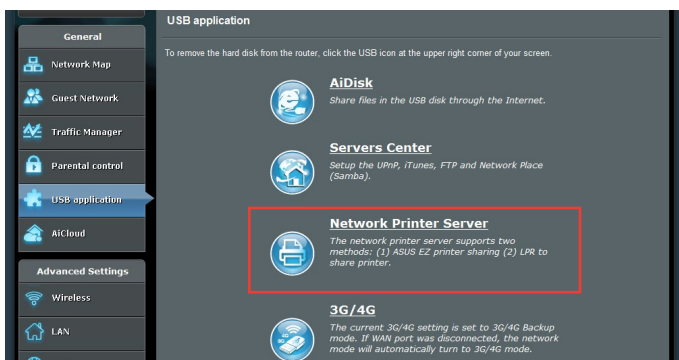 USB application
General
To remove the hard disk from the router, click the USB icon at the upper right corner of your screen.
Network Map
Guest Network
Traffic Manager
Parental control
USB application
AiCloud
Advanced Settings
Wireless
LAN
AiDisk
Share files in the USB disk through the Internet.
Servers Center
Setup the UPnP, iTunes, FTP and Network Place
(Samba).
Network Printer Server
The network printer server supports two
methods: (1) ASUS EZ printer sharing (2) LPR to
share printer.
3G/4G
The current 3G/4G setting is set to 3G/4G Backup
mode. If WAN port was disconnected, the network
mode will automatically turn to 3G/4G mode.